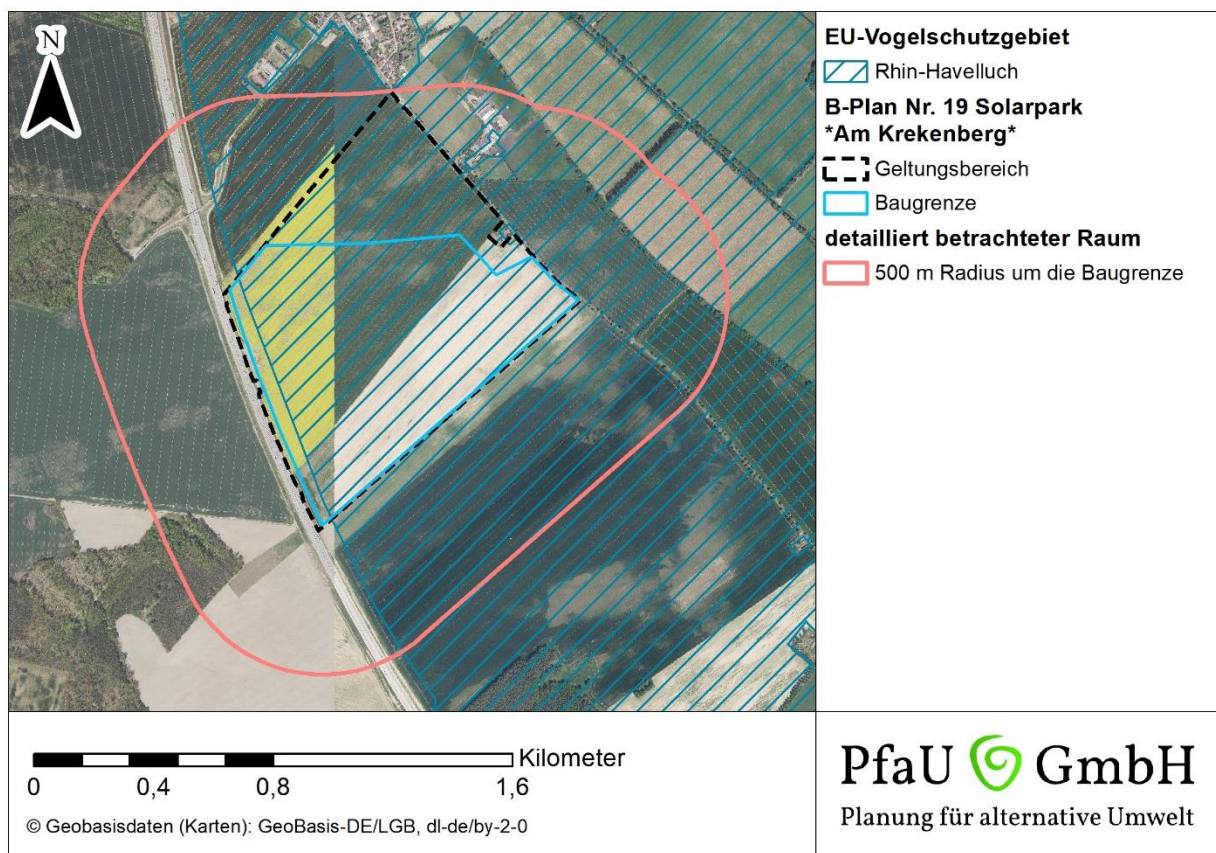 N
EU-Vogelschutzgebiet
Rhin-Havelluch
B-Plan Nr. 19 Solarpark
*Am Krekenberg*
Geltungsbereich
Baugrenze
detailliert betrachteter Raum
500 m Radius um die Baugrenze
Kilometer
0 0,4 0,8 1,6
© Geobasisdaten (Karten): GeoBasis-DE/LGB, dl-de/by-2-0
PfaU GmbH
Planung für alternative Umwelt